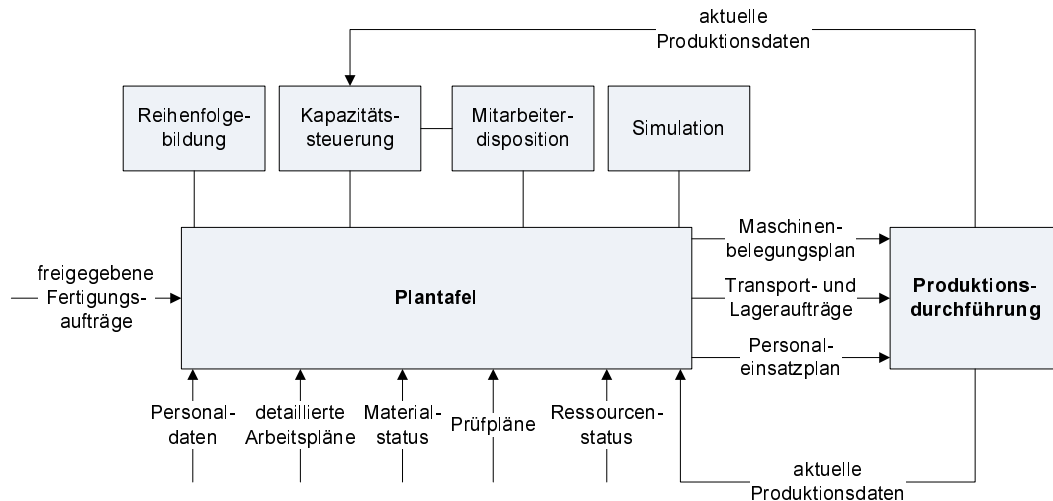 aktuelle
Produktionsdaten
Reihenfolge-
bildung
Kapazitäts-
steuerung
Mitarbeiter-
disposition
Simulation
freigegebene
Fertigungs-
aufträge
Plantafel
Maschinen-
belegungsplan
Transport- und
Lageraufträge
Personal-
einsatzplan
Produktions-
durchführung
Personal-
daten
detaillierte
Arbeitspläne
Material-
status
Prüfpläne
Ressourcen-
status
aktuelle
Produktionsdaten